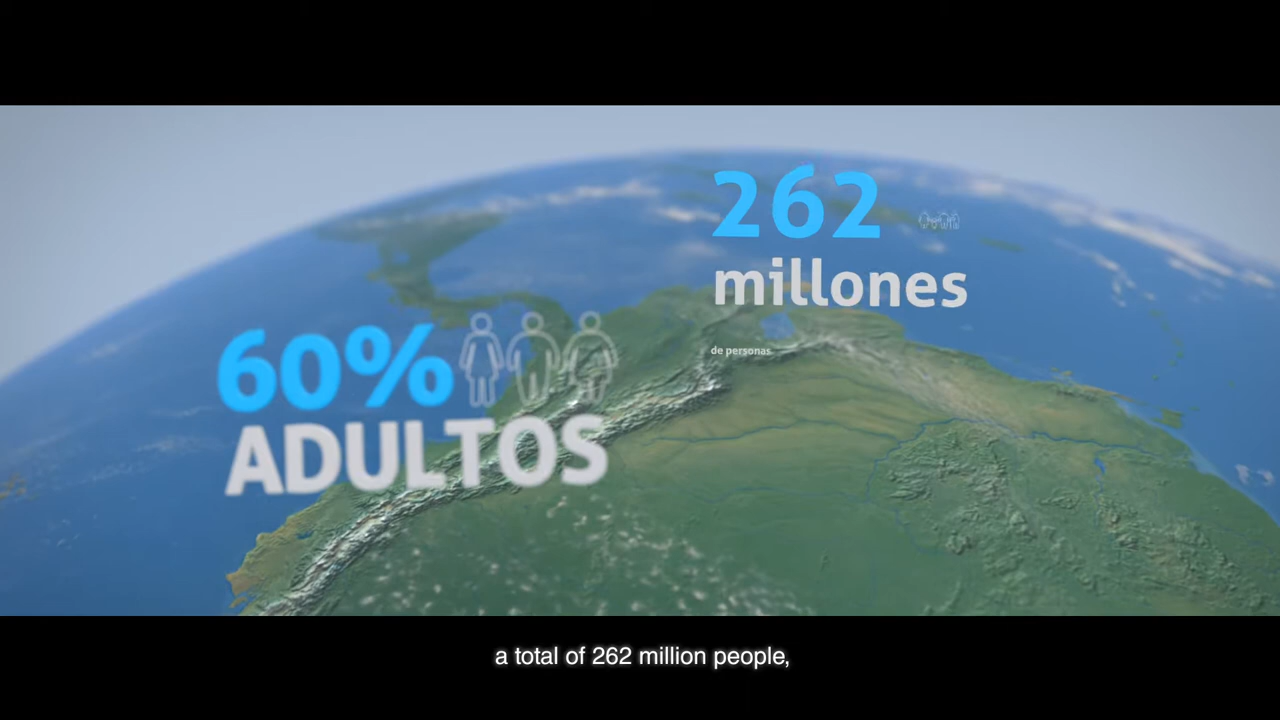 262
millones
de personas
60%
ADULTOS
a total of 262 million people,